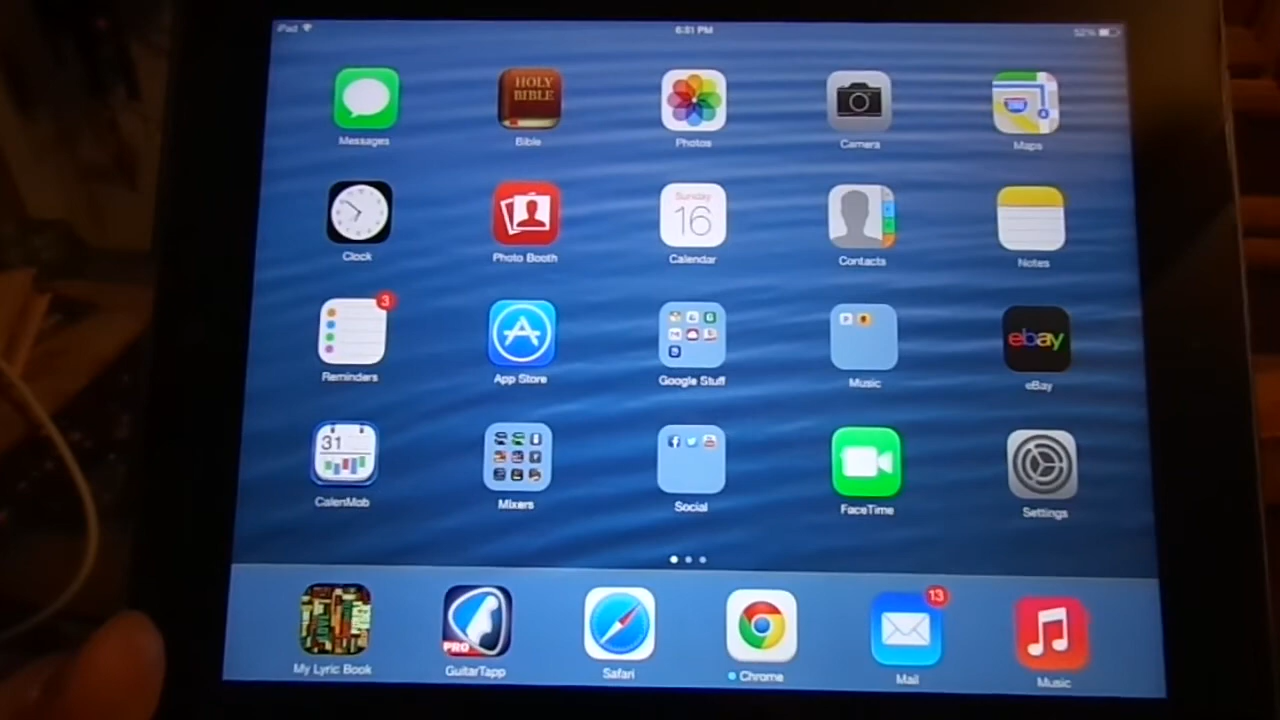 iPad
6:51 PM
52%
HOLY
BIBLE
280
Messages
Bible
Photos
Camera
Maps
Sunday
16
Clock
Photo Booth
Calendar
Contacts
Notes
3
ebay
Reminders
App Store
Google Stuff
Music
eBay
31
CalenMob
Mixers
Social
FaceTime
Settings
13
PRO
My Lyric Book
GuitarTapp
Safari
Chrome
Mail
Music